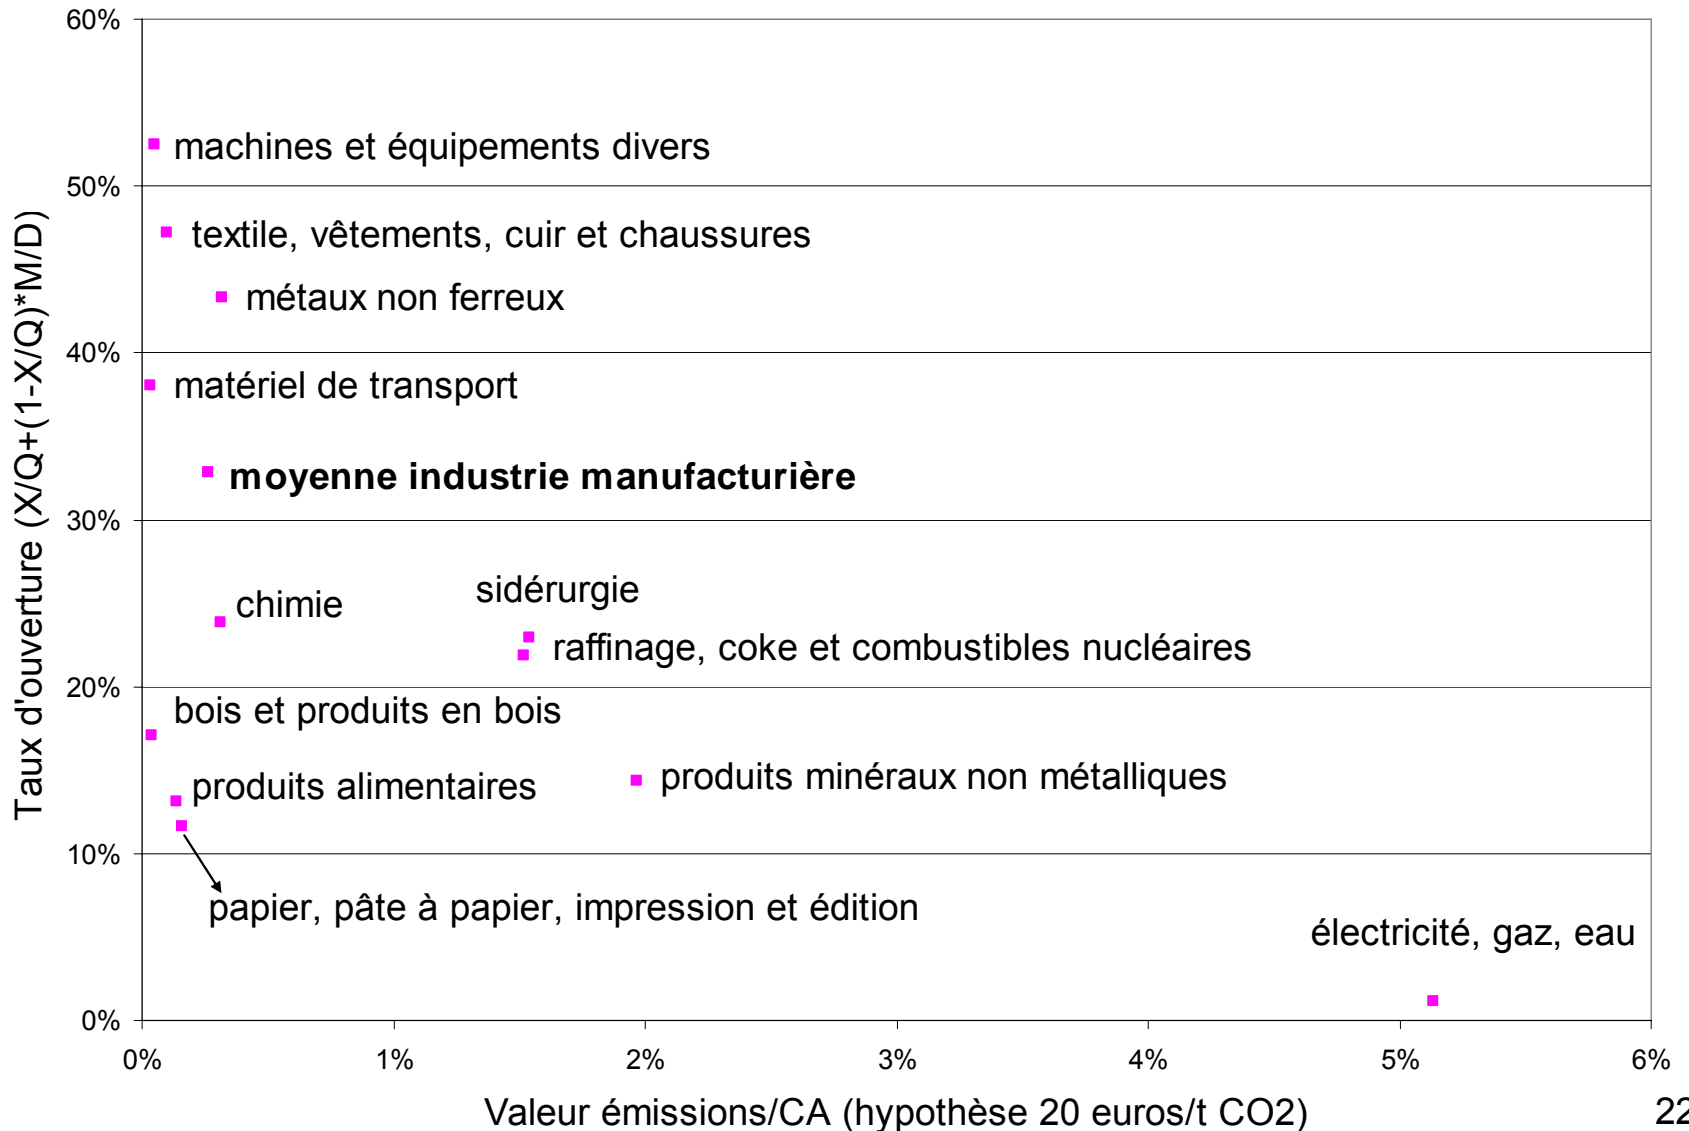 60%
machines et équipements divers
50%
textile, vêtements, cuir et chaussures
métaux non ferreux
40%
matériel de transport
moyenne industrie manufacturière
30%
sidérurgie
chimie
raffinage, coke et combustibles nucléaires
20%
bois et produits en bois
produits minéraux non métalliques
produits alimentaires
10%
papier, pâte à papier, impression et édition
électricité, gaz, eau
0%
Taux d'ouverture (X/Q+(1-X/Q)*M/D)
0% 1% 2% 3% 4% 5% 6%
Valeur émissions/CA (hypothèse 20 euros/t CO2)
22